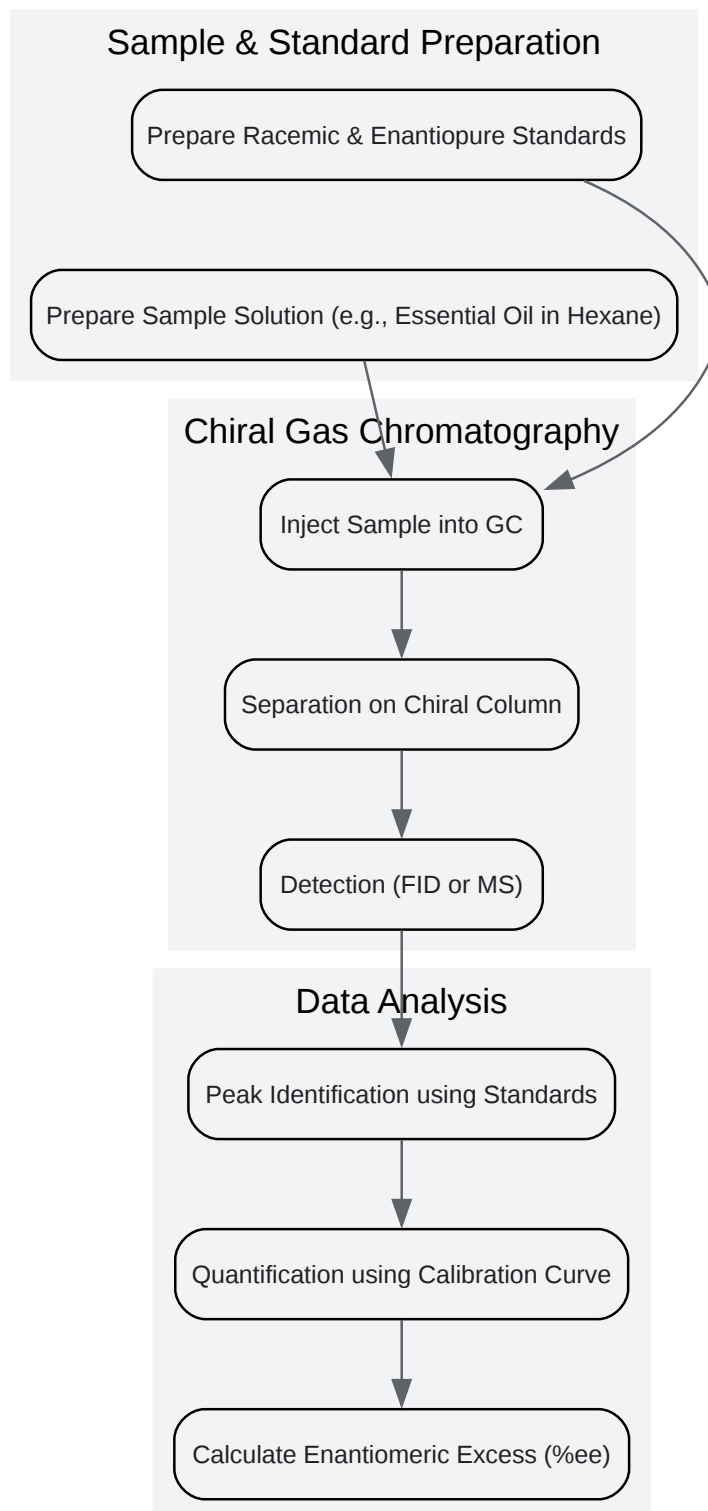 Sample & Standard Preparation
Prepare Racemic & Enantiopure Standards
Prepare Sample Solution (e.g., Essential Oil in Hexane)
Chiral Gas Chromatography
Inject Sample into GC
Separation on Chiral Column
Detection (FID or MS)
Data Analysis
Peak Identification using Standards
Quantification using Calibration Curve
Calculate Enantiomeric Excess (%ee)